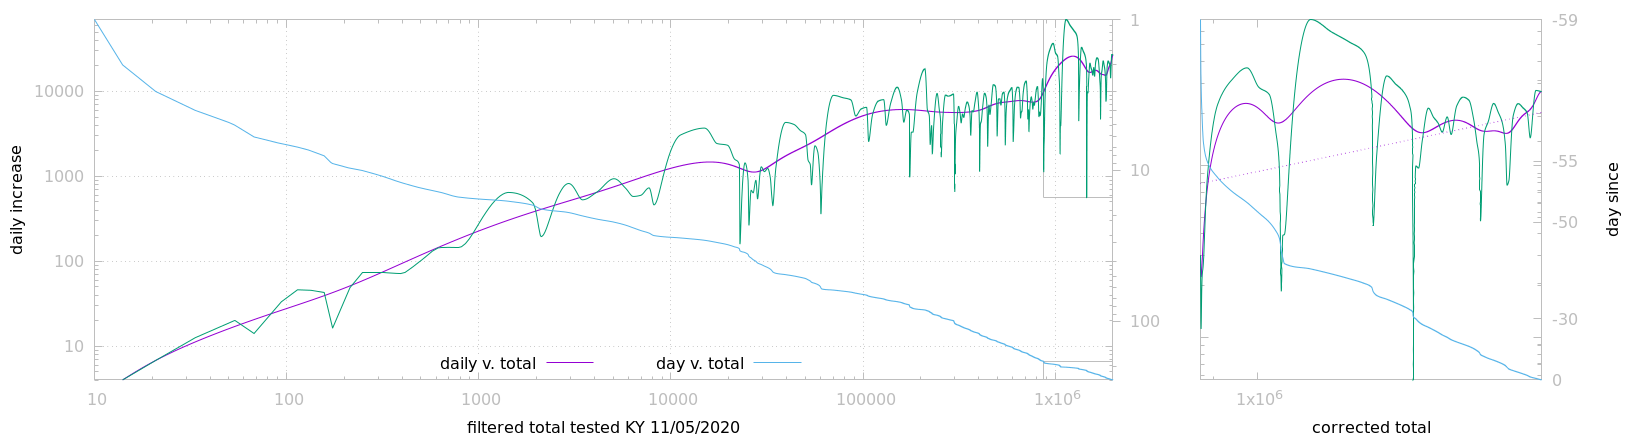 1
-59
10000
-55
1000
10
daily increase
day since
-50
100
-30
100
10
daily v. total
day v. total
0
10
100
1000
10000
100000
1x10⁶
1x10⁶
filtered total tested KY 11/05/2020
corrected total